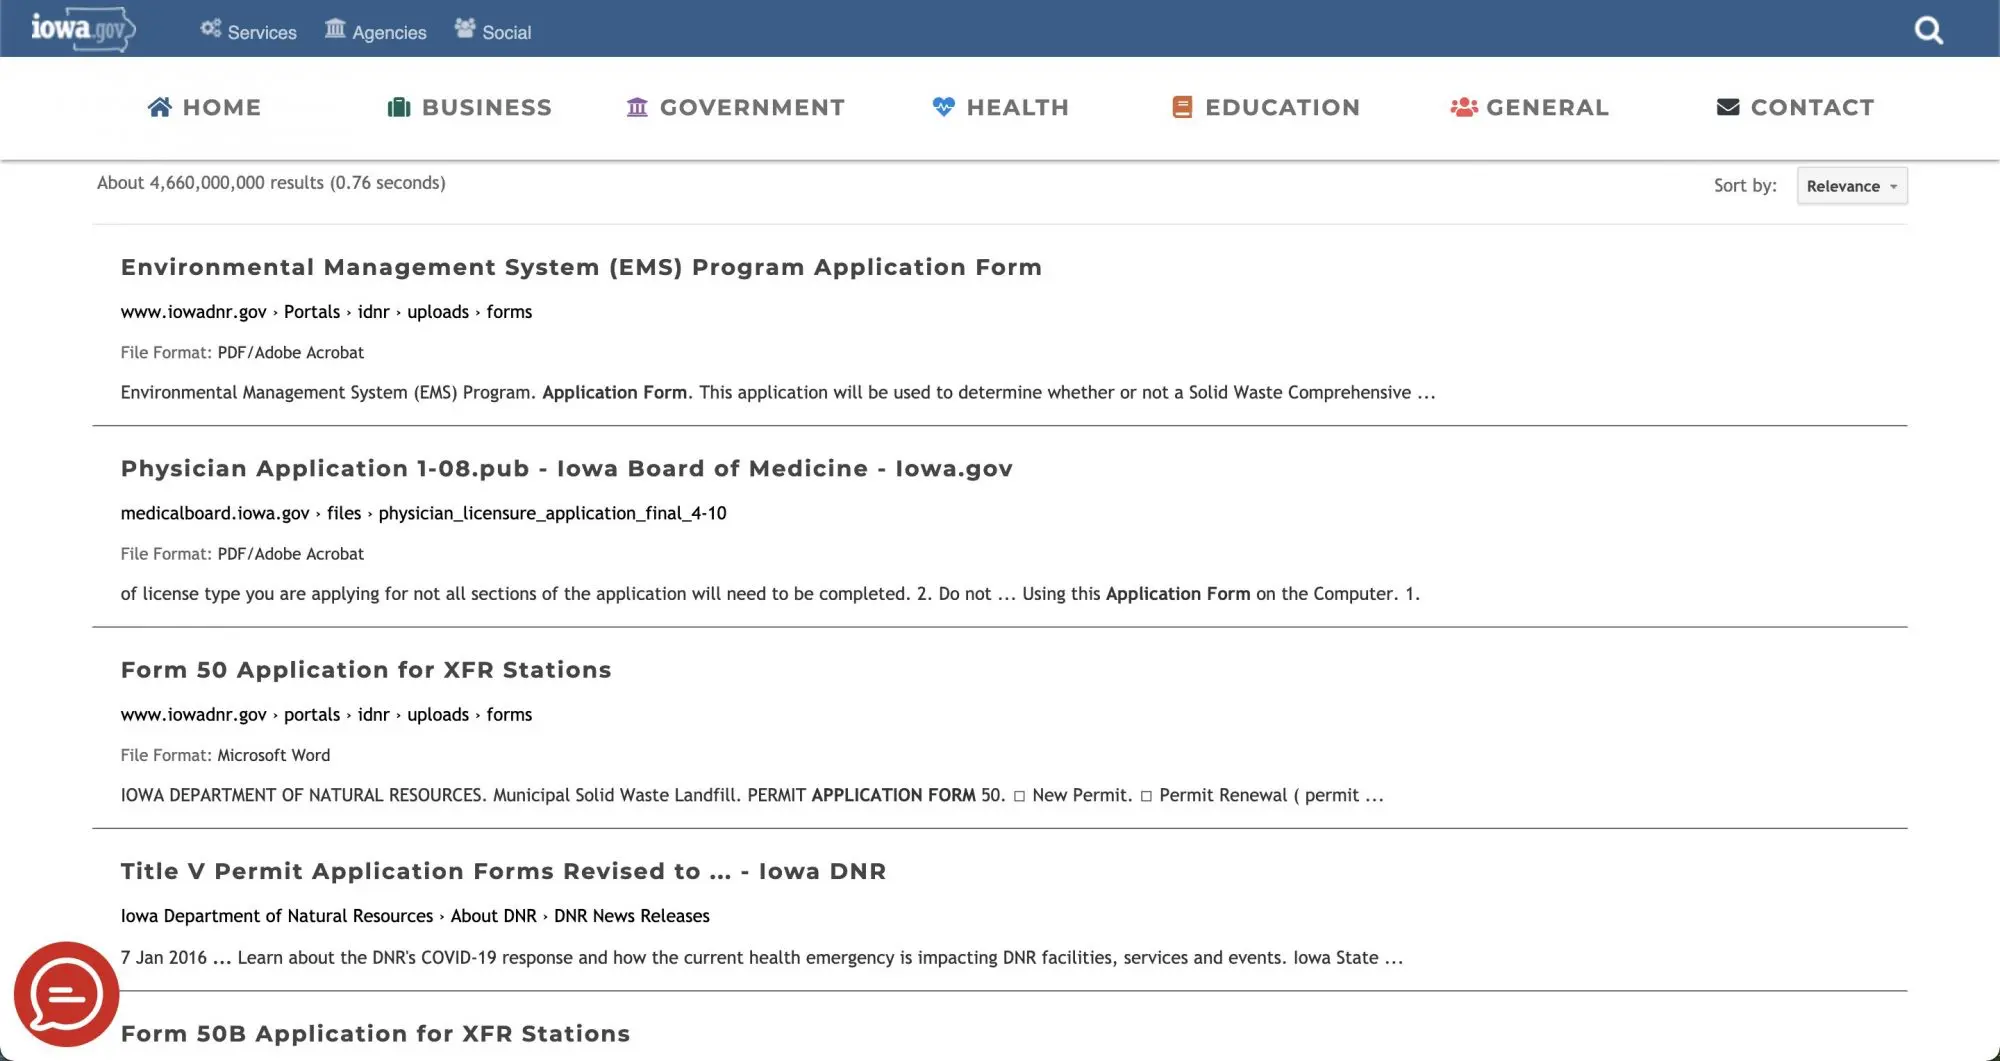 iowa.gov Services Agencies Social
HOME BUSINESS GOVERNMENT HEALTH EDUCATION GENERAL CONTACT
About 4,660,000,000 results (0.76 seconds) Sort by: Relevance
Environmental Management System (EMS) Program Application Form
www.iowadnr.gov › Portals › idnr › uploads › forms
File Format: PDF/Adobe Acrobat
Environmental Management System (EMS) Program. Application Form. This application will be used to determine whether or not a Solid Waste Comprehensive ...
Physician Application 1-08.pub - Iowa Board of Medicine - Iowa.gov
medicalboard.iowa.gov › files › physician_licensure_application_final_4-10
File Format: PDF/Adobe Acrobat
of license type you are applying for not all sections of the application will need to be completed. 2. Do not ... Using this Application Form on the Computer. 1.
Form 50 Application for XFR Stations
www.iowadnr.gov › portals › idnr › uploads › forms
File Format: Microsoft Word
IOWA DEPARTMENT OF NATURAL RESOURCES. Municipal Solid Waste Landfill. PERMIT APPLICATION FORM 50. □ New Permit. □ Permit Renewal ( permit ...
Title V Permit Application Forms Revised to ... - Iowa DNR
Iowa Department of Natural Resources › About DNR › DNR News Releases
7 Jan 2016 ... Learn about the DNR's COVID-19 response and how the current health emergency is impacting DNR facilities, services and events. Iowa State ...
Form 50B Application for XFR Stations